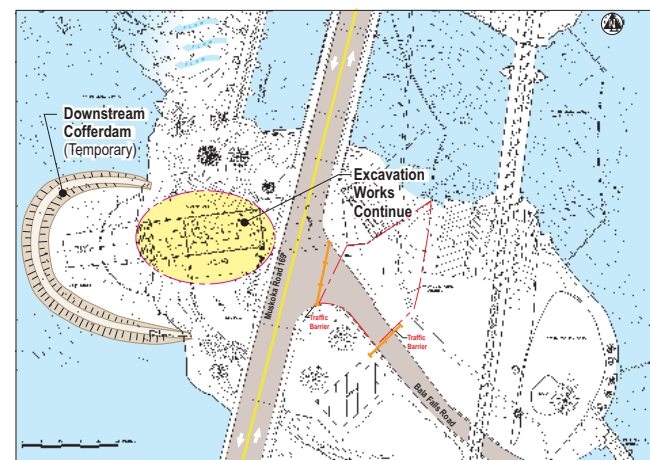 Downstream
Cofferdam
(Temporary)
Excavation
Works
Continue
Muskoka Road 169
Traffic
Barrier
Traffic
Barrier
Bala Falls Road